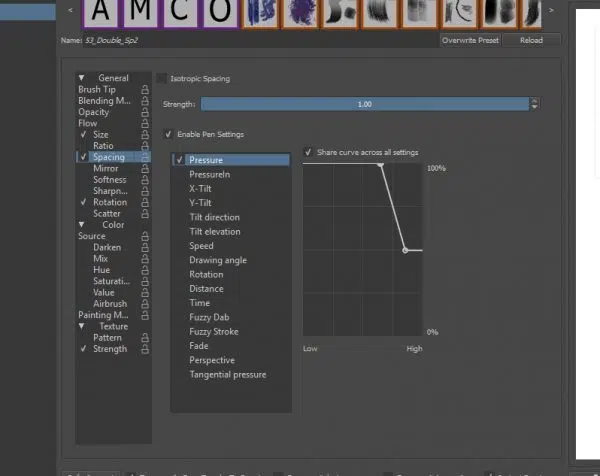 <
A M C O
>
Name: 53_Double_Sp2
Overwrite Preset
Reload
General
Brush Tip
Blending M...
Opacity
Flow
Size
Ratio
Spacing
Mirror
Softness
Sharpn...
Rotation
Scatter
Color
Source
Darken
Mix
Hue
Saturati...
Value
Airbrush
Painting M...
Texture
Pattern
Strength
Isotropic Spacing
Strength: 1.00
Enable Pen Settings
Pressure
PressureIn
X-Tilt
Y-Tilt
Tilt direction
Tilt elevation
Speed
Drawing angle
Rotation
Distance
Time
Fuzzy Dab
Fuzzy Stroke
Fade
Perspective
Tangential pressure
Share curve across all settings
100%
0%
Low High